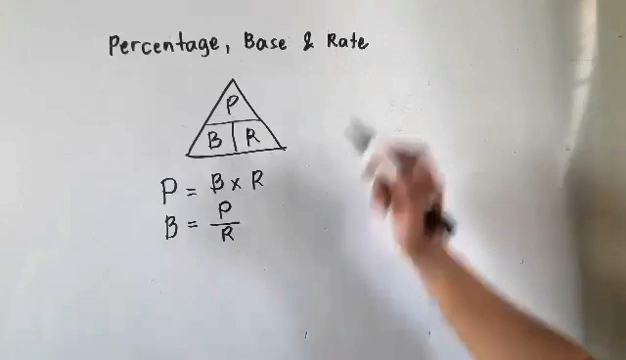 Percentage, Base & Rate
P
B R
P = B x R
B = P/R